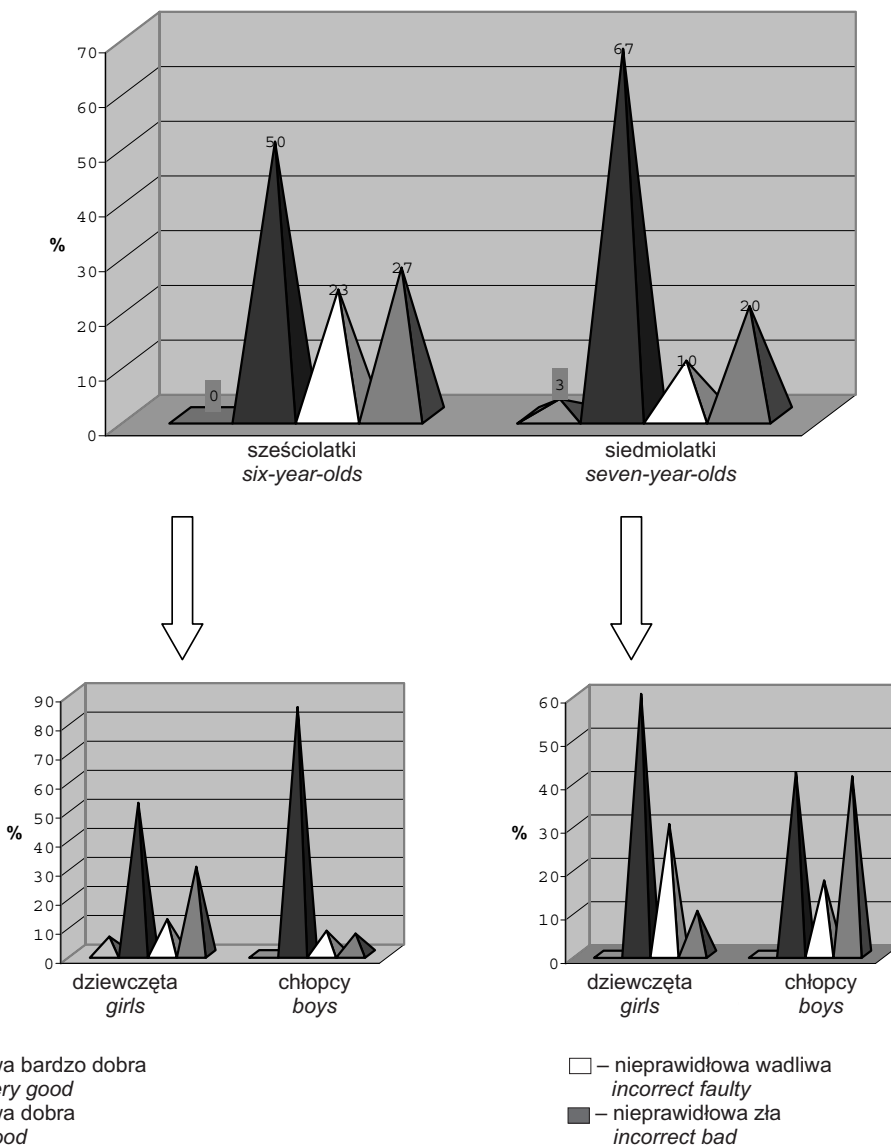 70
60
50
40
30
20
10
0
%
0
50
23
27
3
67
10
20
sześciolatki
six-year-olds
siedmiolatki
seven-year-olds
90
80
70
60
50
40
30
20
10
0
%
dziewczęta
girls
chłopcy
boys
60
50
40
30
20
10
0
%
dziewczęta
girls
chłopcy
boys
bardzo dobra
good
dobra
– nieprawidłowa wadliwa
incorrect faulty
– nieprawidłowa zła
incorrect bad